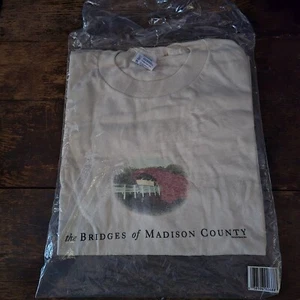 the BRIDGES of MADISON COUNTY